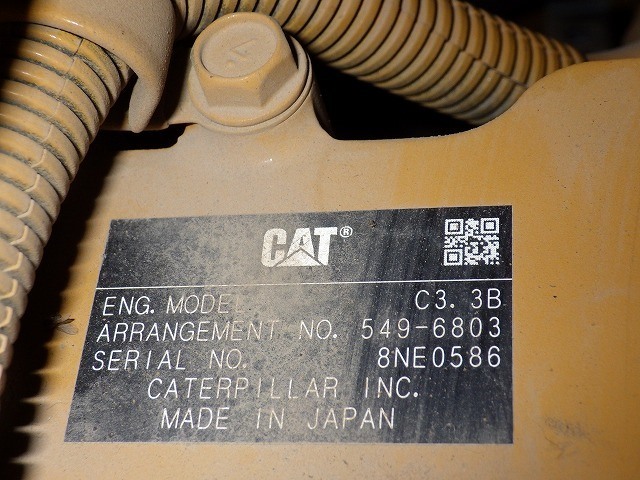 CAT®
ENG. MODEL C3.3B
ARRANGEMENT NO. 549-6803
SERIAL NO. 8NE0586
CATERPILLAR INC.
MADE IN JAPAN